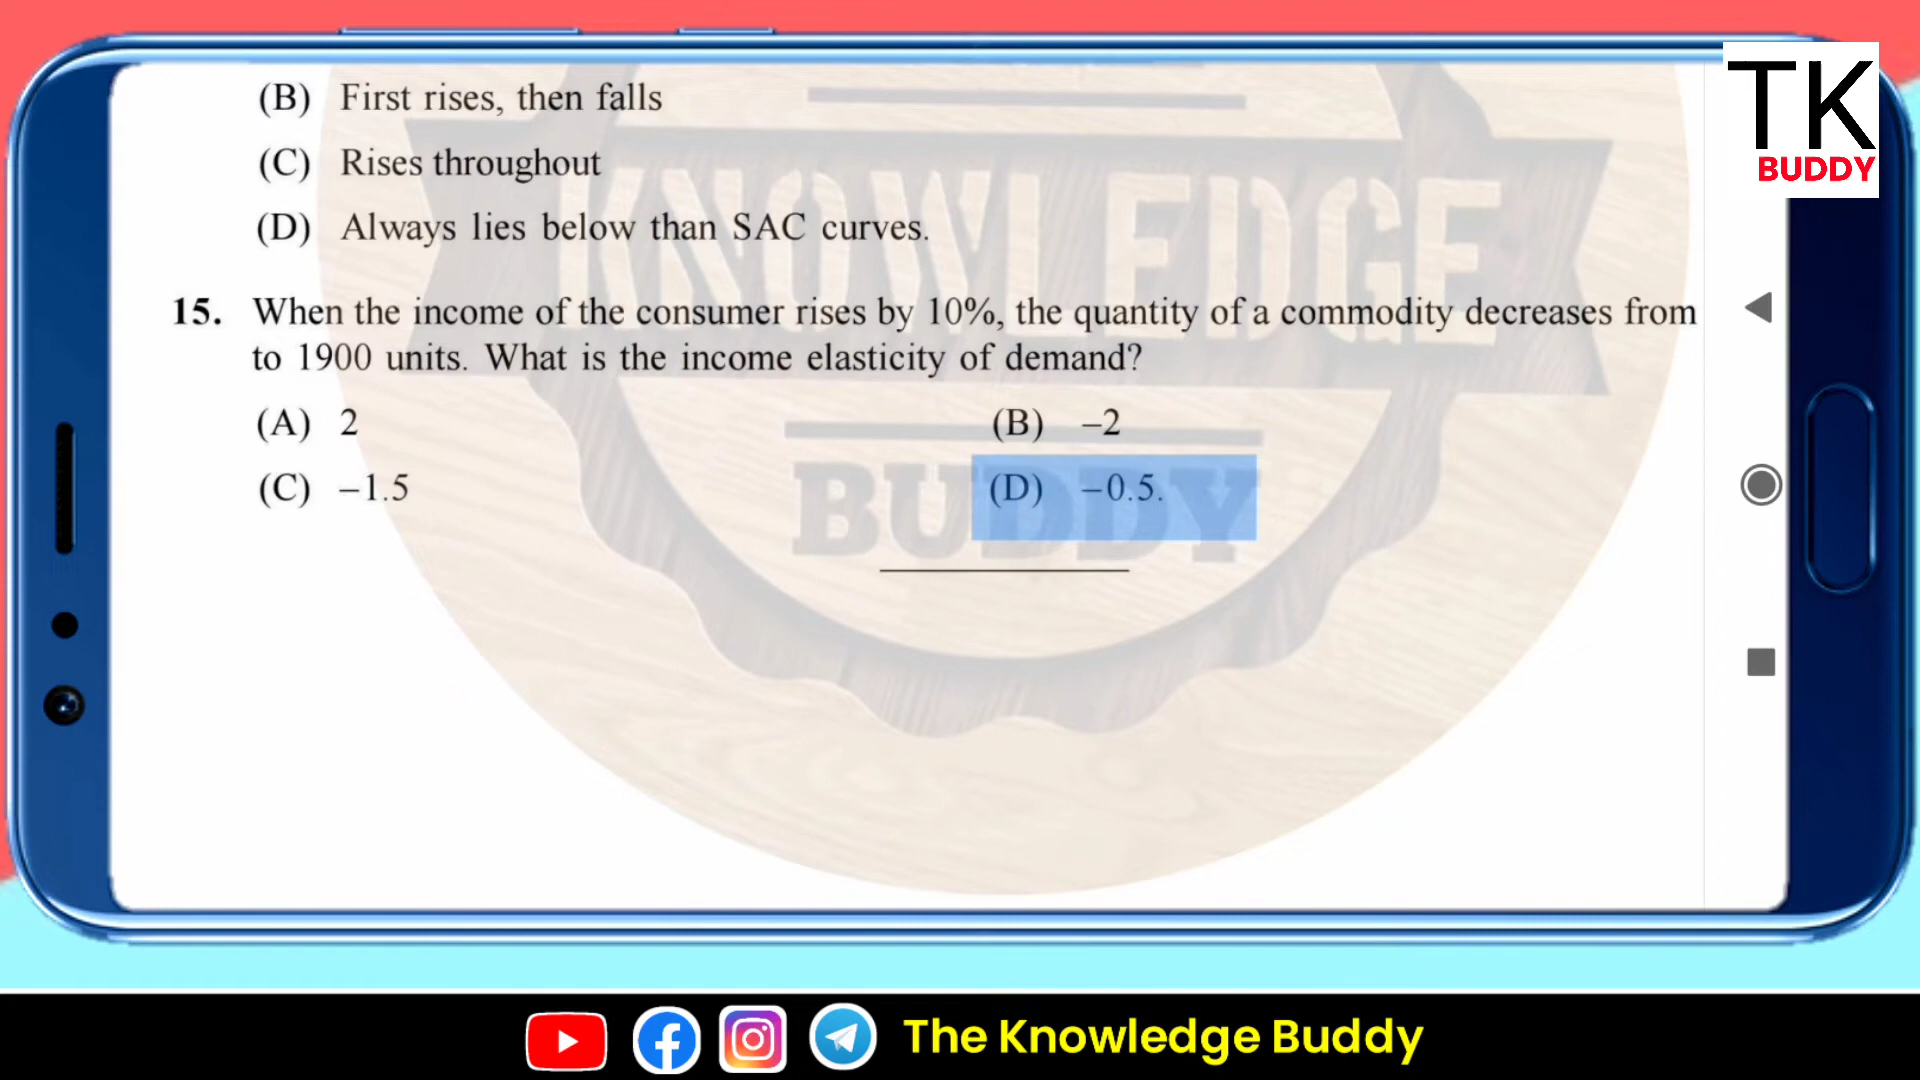 TK
BUDDY
(B) First rises, then falls
(C) Rises throughout
(D) Always lies below than SAC curves.
15. When the income of the consumer rises by 10%, the quantity of a commodity decreases from
to 1900 units. What is the income elasticity of demand?
(A) 2 (B) –2
(C) –1.5 (D) –0.5.
KNOWLEDGE
BUDDY
The Knowledge Buddy